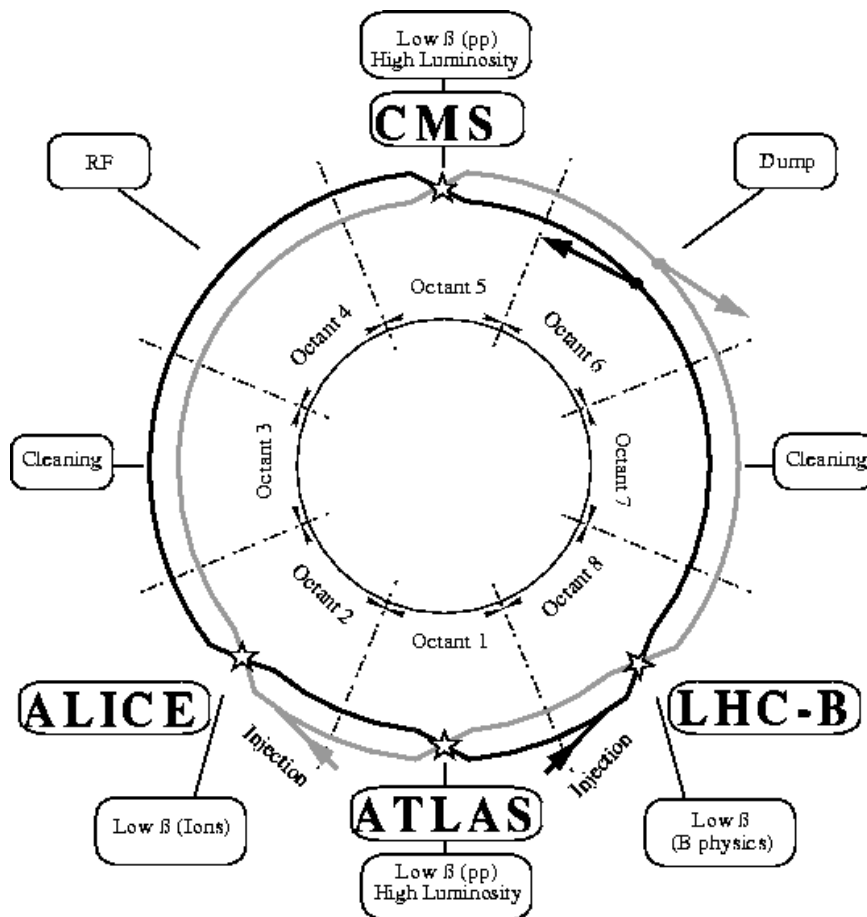 Low ß (pp)
High Luminosity
CMS
RF
Dump
Octant 5
Octant 4
Octant 6
Cleaning
Octant 3
Octant 7
Cleaning
Octant 2
Octant 8
Octant 1
ALICE
LHC-B
Injection
Injection
ATLAS
Low ß (Ions)
Low ß
(B physics)
Low ß (pp)
High Luminosity